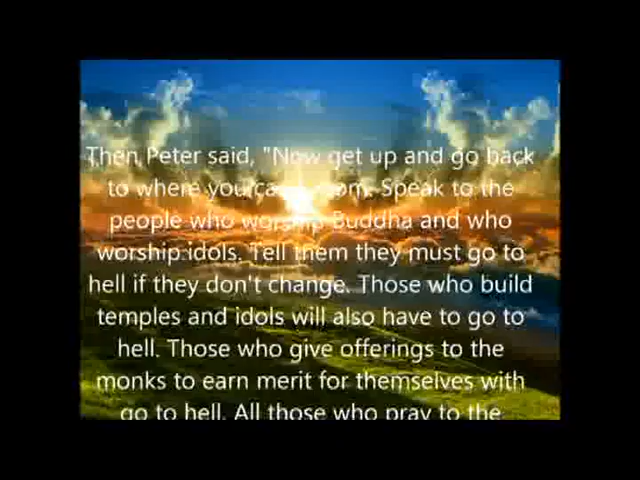 Then Peter said, "Now get up and go back
to where you came from. Speak to the
people who worship Buddha and who
worship idols. Tell them they must go to
hell if they don't change. Those who build
temples and idols will also have to go to
hell. Those who give offerings to the
monks to earn merit for themselves with
go to hell. All those who pray to the